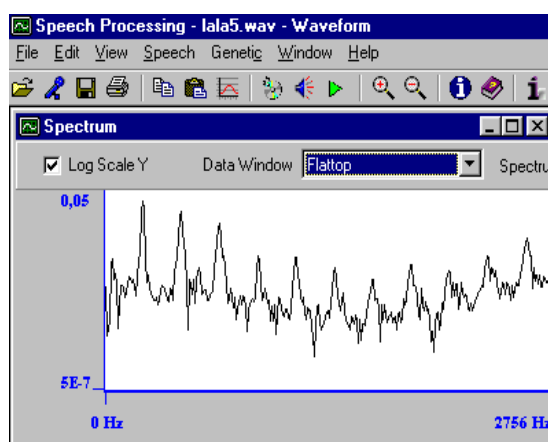 Speech Processing - lala5.wav - Waveform
File Edit View Speech Genetic Window Help
Spectrum
Log Scale Y Data Window Flattop Spectru
0,05
5E-7
0 Hz 2756 Hz